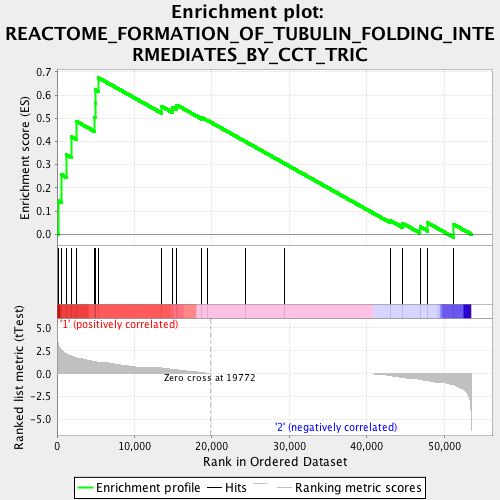 Enrichment plot:
REACTOME_FORMATION_OF_TUBULIN_FOLDING_INTE
RMEDIATES_BY_CCT_TRIC
Enrichment score (ES)
0.7
0.6
0.5
0.4
0.3
0.2
0.1
0.0
'1' (positively correlated)
Ranked list metric (tTest)
5.0
2.5
0.0
-2.5
-5.0
Zero cross at 19772
'2' (negatively correlated)
0
10,000
20,000
30,000
40,000
50,000
Rank in Ordered Dataset
Enrichment profile
Hits
Ranking metric scores